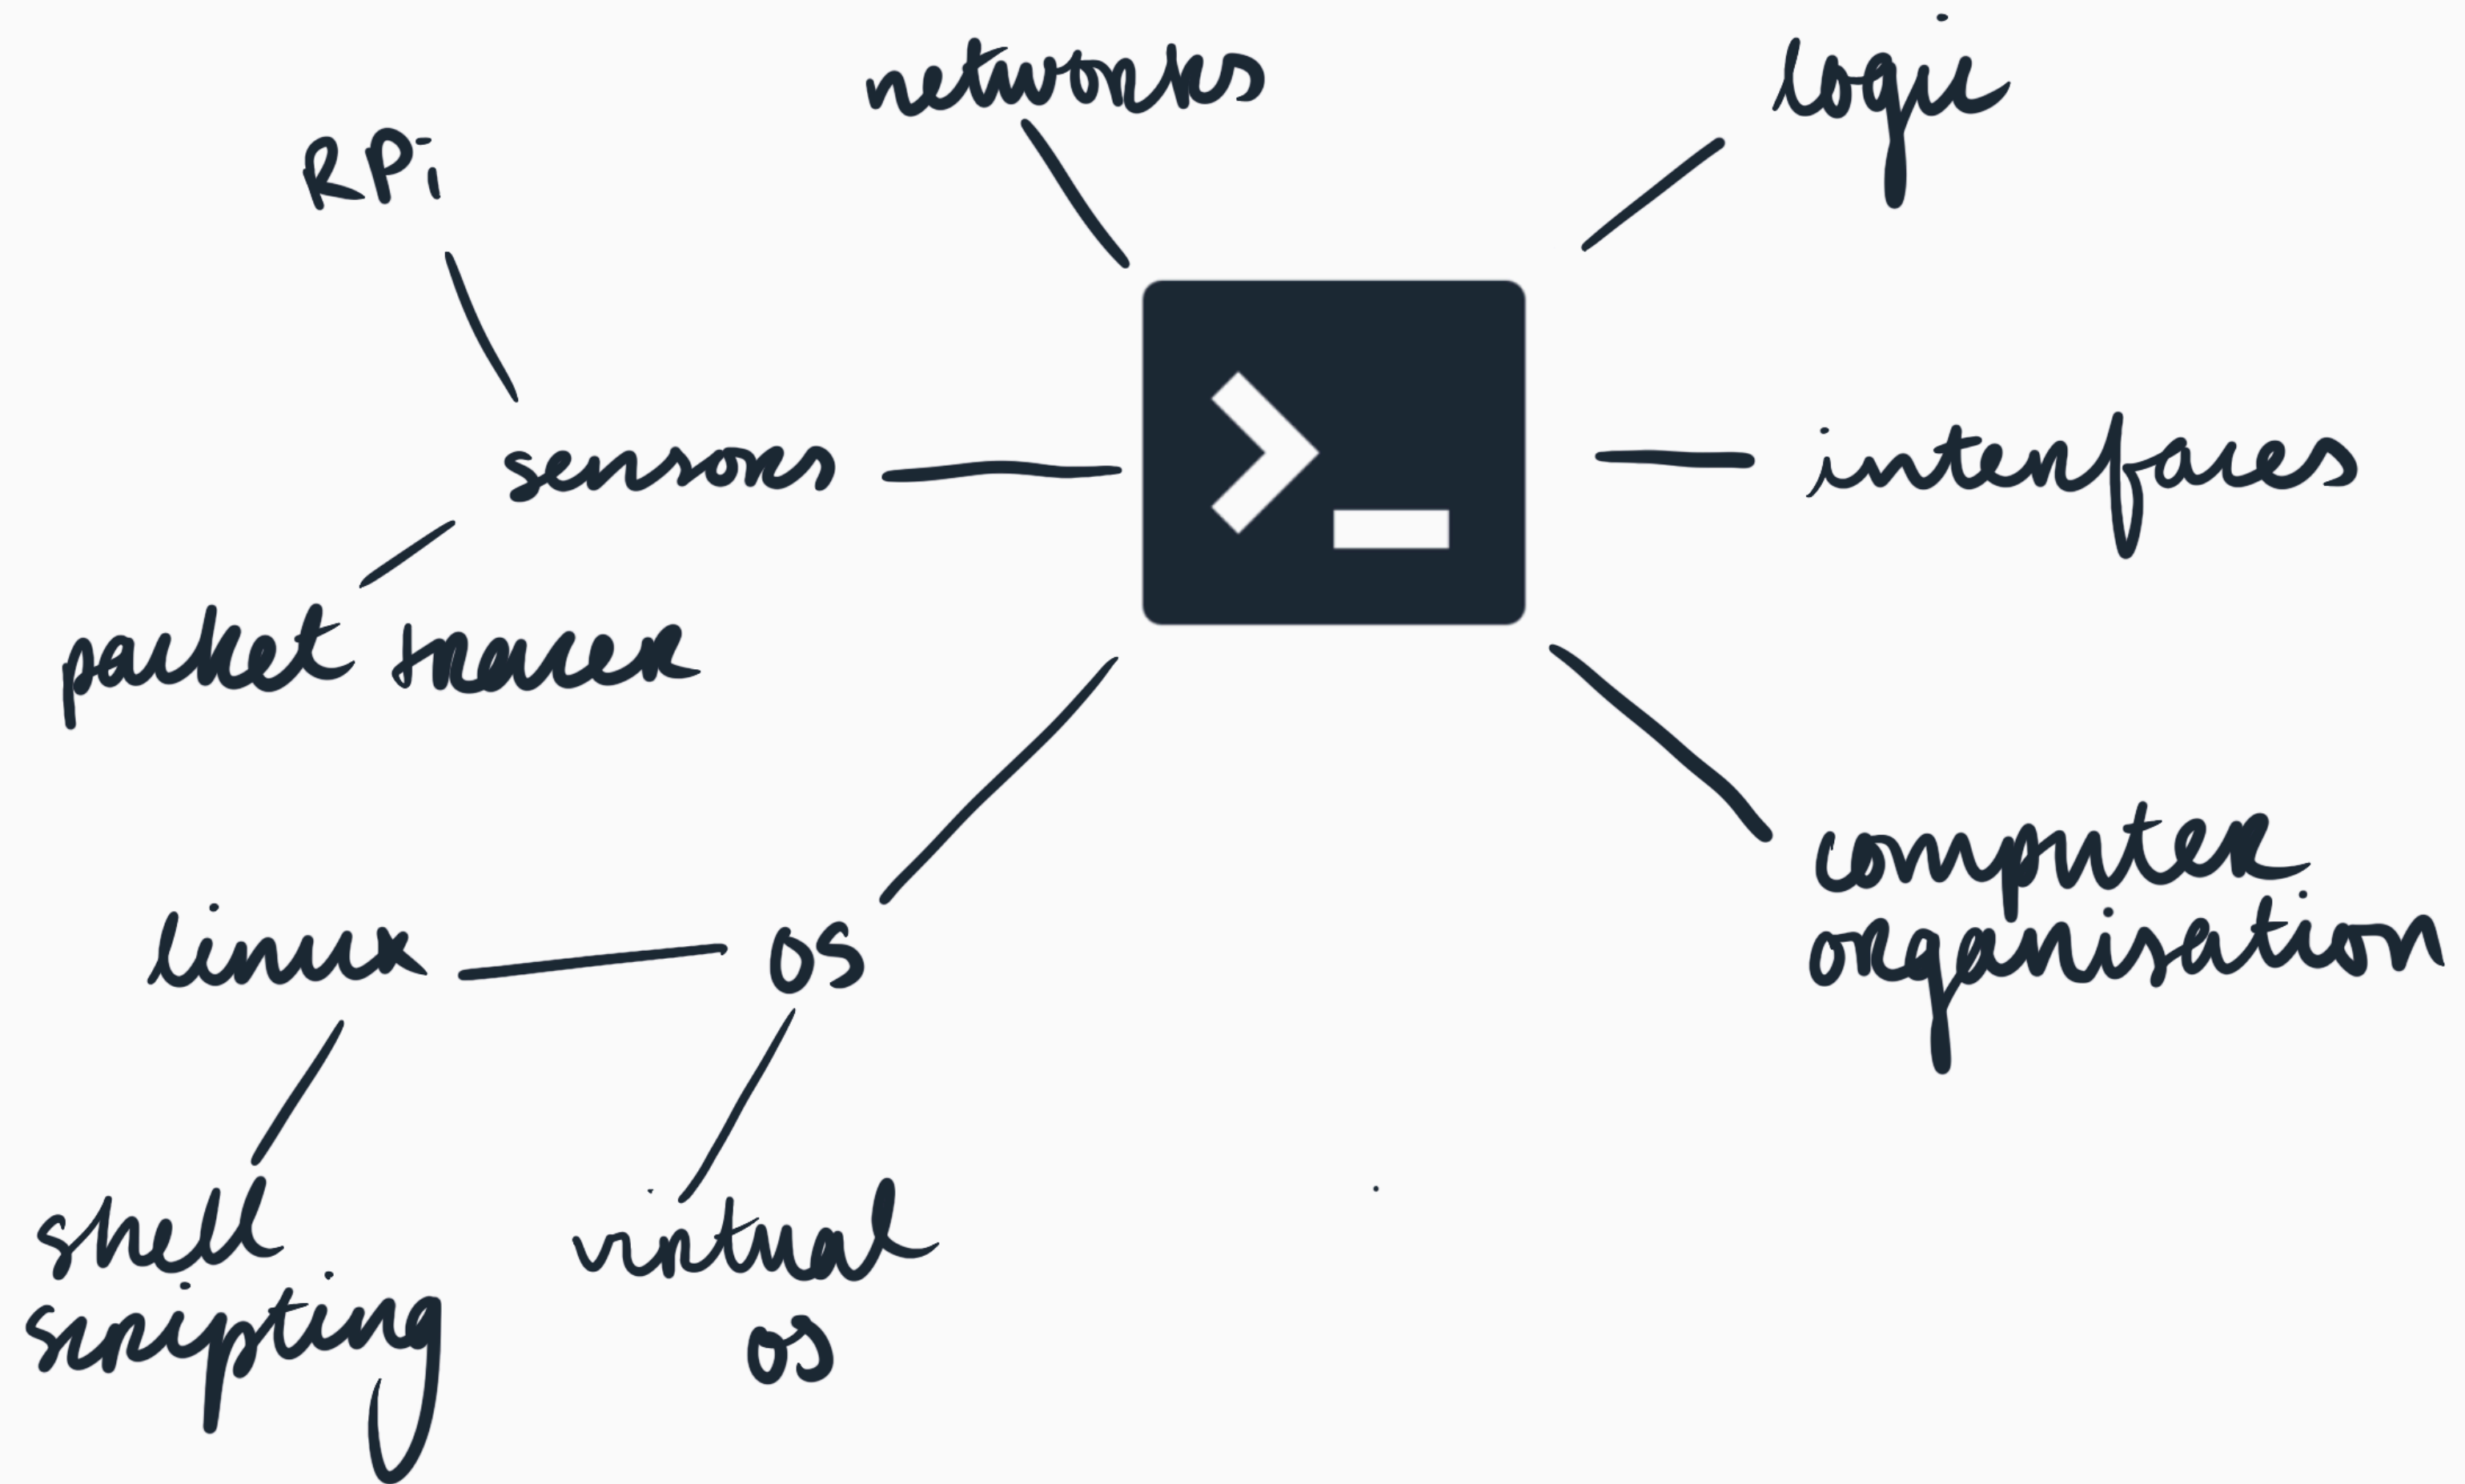 networks
logic
RPi
sensors
interfaces
packet tracer
computer
organisation
linux
os
shell
scripting
virtual
os